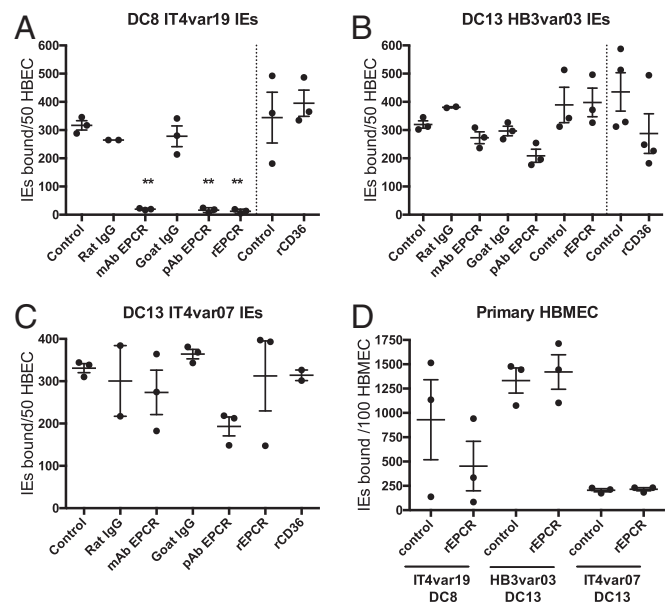 A
DC8 IT4var19 IEs
IEs bound/50 HBEC
600
500
400
300
200
100
0
**
**
**
Control
Rat IgG
mAb EPCR
Goat IgG
pAb EPCR
rEPCR
Control
rCD36
B
DC13 HB3var03 IEs
IEs bound/50 HBEC
600
500
400
300
200
100
0
Control
Rat IgG
mAb EPCR
Goat IgG
pAb EPCR
rEPCR
Control
rCD36
C
DC13 IT4var07 IEs
IEs bound/50 HBEC
400
300
200
100
0
Control
Rat IgG
mAb EPCR
Goat IgG
pAb EPCR
rEPCR
rCD36
D
Primary HBMEC
IEs bound /100 HBMEC
1750
1500
1250
1000
750
500
250
0
control
rEPCR
control
rEPCR
control
rEPCR
IT4var19 HB3var03 IT4var07
DC8 DC13 DC13